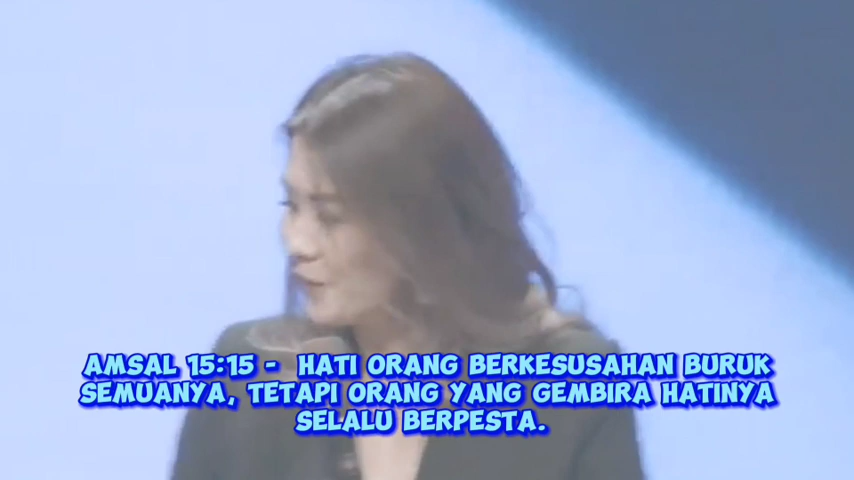 AMSAL 15:15 - HATI ORANG BERKESUSAHAN BURUK
SEMUANYA, TETAPI ORANG YANG GEMBIRA HATINYA
SELALU BERPESTA.